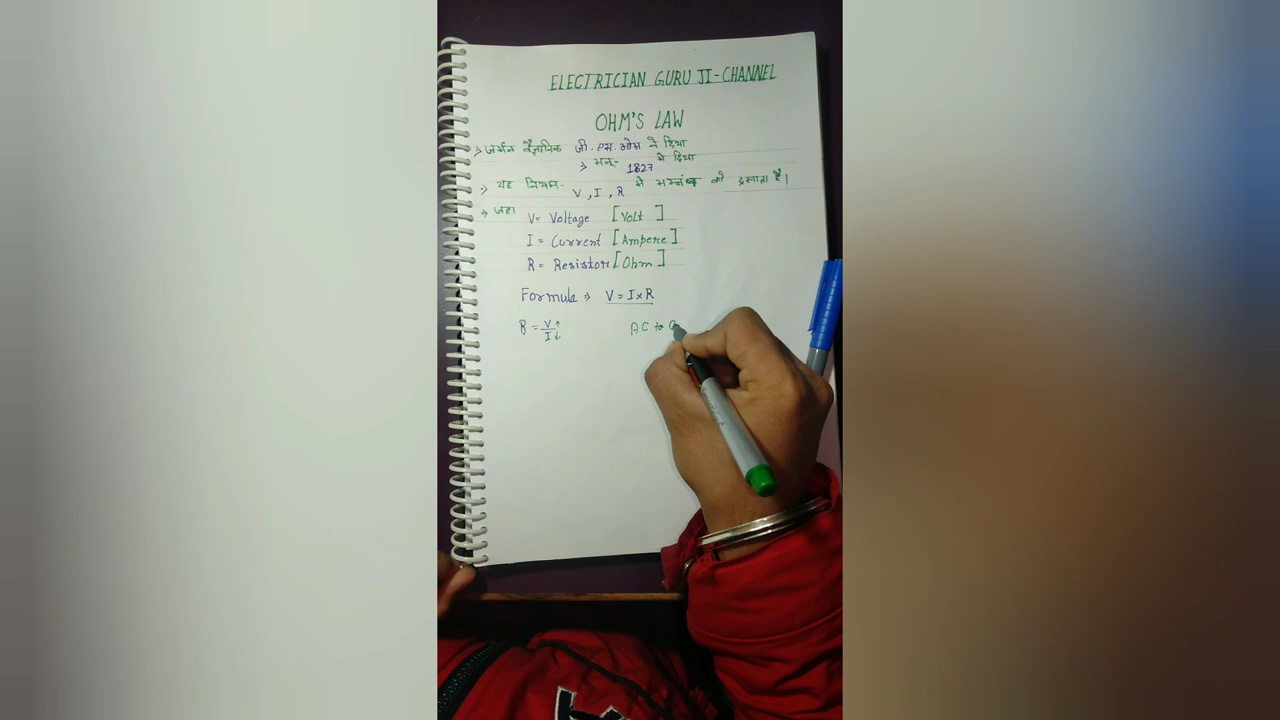 ELECTRICIAN GURU JI-CHANNEL
OHM'S LAW
⇒ जर्मन वैज्ञानिक जी.एस.ओम ने दिया
⇒ सन्- 1827 मे दिया
⇒ यह नियम- V, I, R मे सम्बंध को दर्साता है।
⇒ जहा
V= Voltage [Volt]
I = Current [Ampere]
R= Resistors [Ohm]
Formula ⇒ V = I×R
R = V/I
AC to